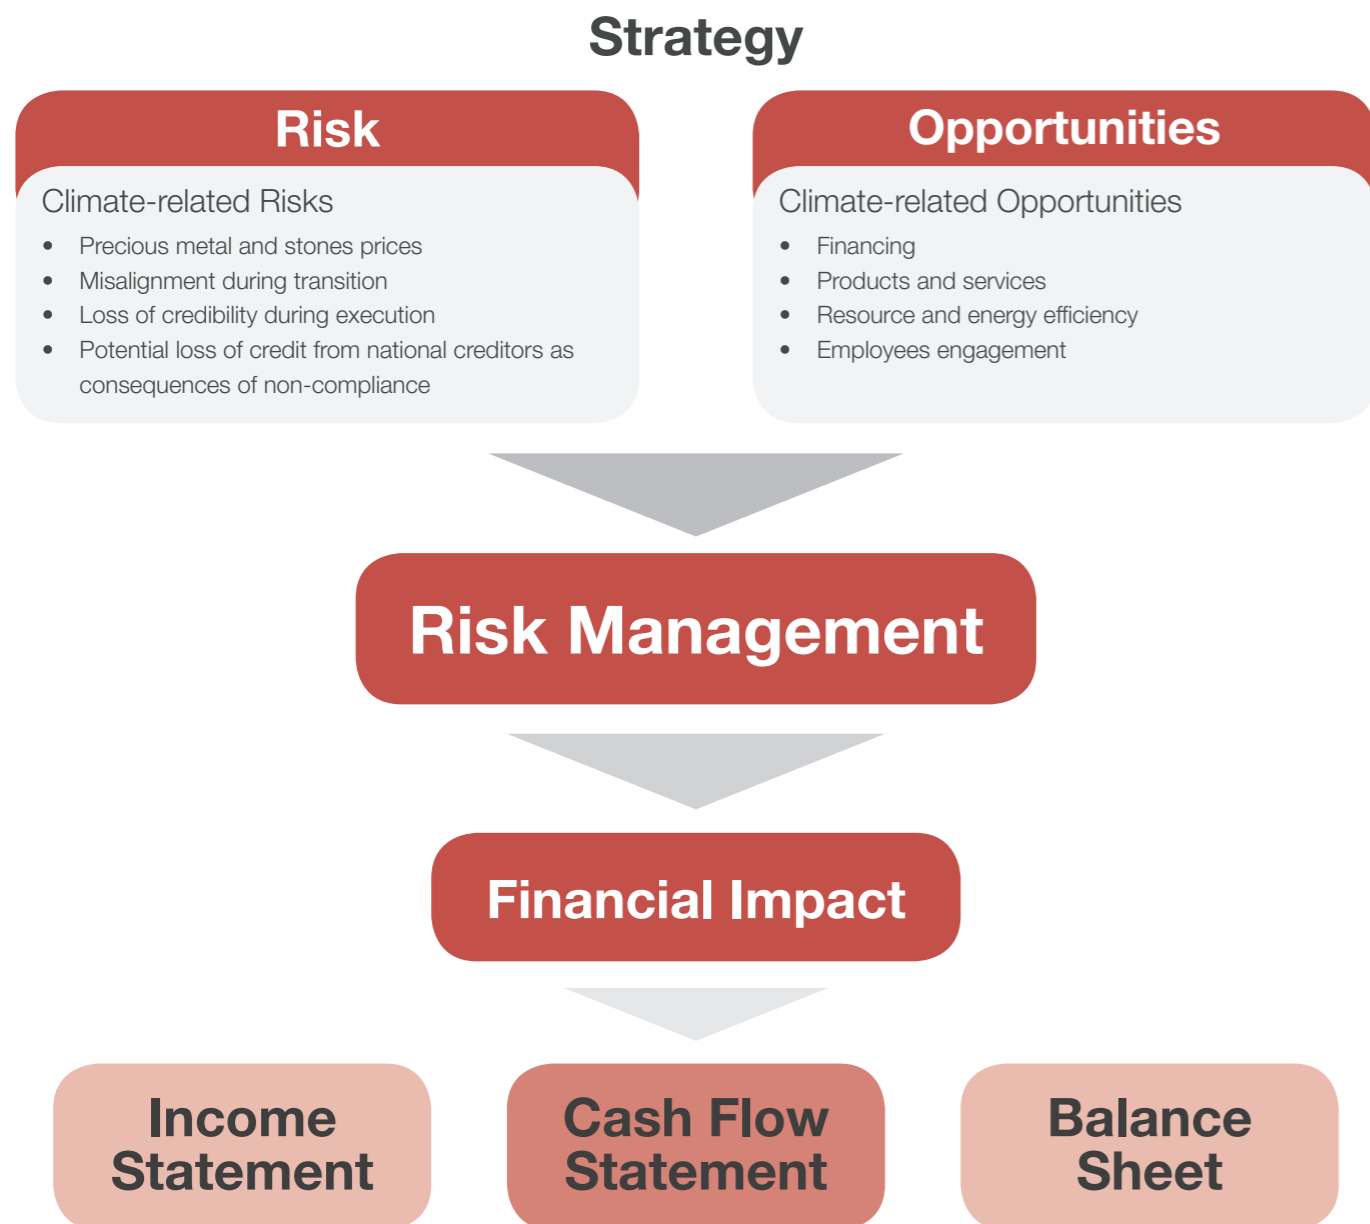 Strategy
Risk
Climate-related Risks
• Precious metal and stones prices
• Misalignment during transition
• Loss of credibility during execution
• Potential loss of credit from national creditors as
consequences of non-compliance
Opportunities
Climate-related Opportunities
• Financing
• Products and services
• Resource and energy efficiency
• Employees engagement
Risk Management
Financial Impact
Income
Statement
Cash Flow
Statement
Balance
Sheet